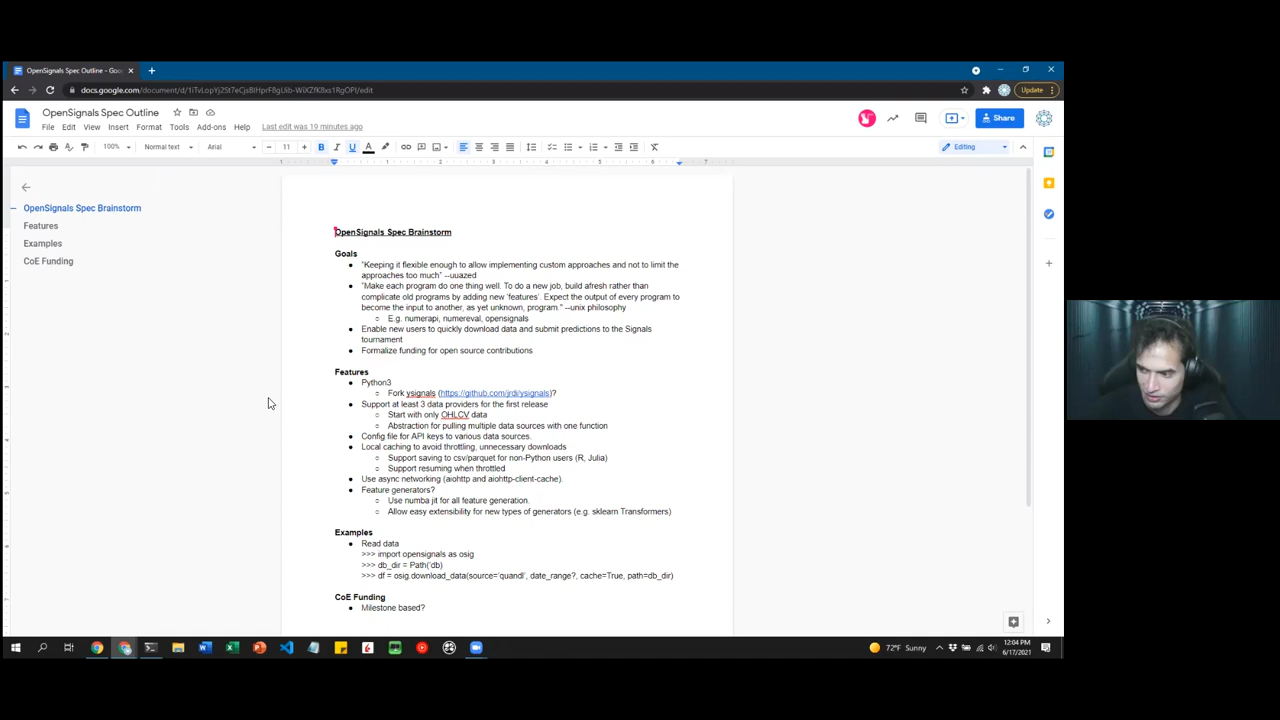 OpenSignals Spec Outline - Goo
docs.google.com
Update
OpenSignals Spec Outline
File Edit View Insert Format Tools Add-ons Help Last edit was 19 minutes ago
Share
100% Normal text Arial 11 Editing
1 1 2 3 4 5 6 7
OpenSignals Spec Brainstorm
Features
Examples
CoE Funding
OpenSignals Spec Brainstorm
Goals
● "Keeping it flexible enough to allow implementing custom approaches and not to limit the
approaches too much" --uuazed
● "Make each program do one thing well. To do a new job, build afresh rather than
complicate old programs by adding new 'features'. Expect the output of every program to
become the input to another, as yet unknown, program." --unix philosophy
○ E.g. numerapi, numereval, opensignals
● Enable new users to quickly download data and submit predictions to the Signals
tournament
● Formalize funding for open source contributions
Features
● Python3
○ Fork ysignals (https://github.com/jrdi/ysignals)?
● Support at least 3 data providers for the first release
○ Start with only OHLCV data
○ Abstraction for pulling multiple data sources with one function
● Config file for API keys to various data sources.
● Local caching to avoid throttling, unnecessary downloads
○ Support saving to csv/parquet for non-Python users (R, Julia)
○ Support resuming when throttled
● Use async networking (aiohttp and aiohttp-client-cache).
● Feature generators?
○ Use numba jit for all feature generation.
○ Allow easy extensibility for new types of generators (e.g. sklearn Transformers)
Examples
● Read data
>>> import opensignals as osig
>>> db_dir = Path('db)
>>> df = osig.download_data(source='quandl', date_range?, cache=True, path=db_dir)
CoE Funding
● Milestone based?
72°F Sunny
12:04 PM
6/17/2021